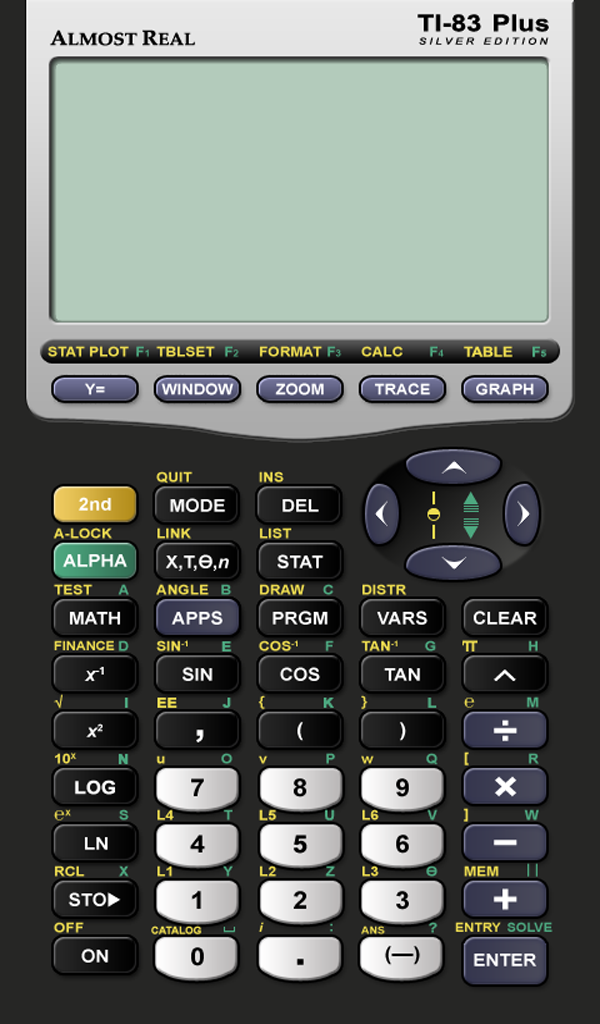 ALMOST REAL TI-83 Plus
SILVER EDITION
STAT PLOT F1 TBLSET F2 FORMAT F3 CALC F4 TABLE F5
Y= WINDOW ZOOM TRACE GRAPH
QUIT INS
2nd MODE DEL
A-LOCK LINK LIST
ALPHA X,T,Θ,n STAT
TEST A ANGLE B DRAW C DISTR
MATH APPS PRGM VARS CLEAR
FINANCE D SIN⁻¹ E COS⁻¹ F TAN⁻¹ G π H
x⁻¹ SIN COS TAN ^
√ I EE J { K } L e M
x² , ( ) ÷
10ˣ N u O v P w Q [ R
LOG 7 8 9 ×
eˣ S L4 T L5 U L6 V ] W
LN 4 5 6 −
RCL X L1 Y L2 Z L3 Θ MEM "
STO► 1 2 3 +
OFF CATALOG ⎵ i : ANS ? ENTRY SOLVE
ON 0 . (—) ENTER